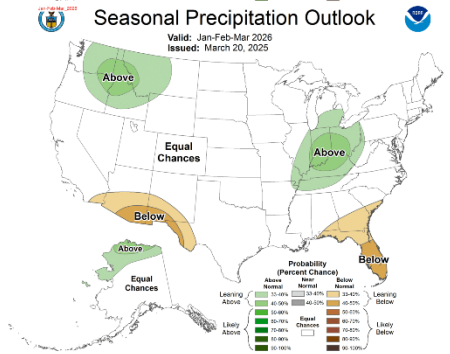 Jan-Feb-Mar_2025
Seasonal Precipitation Outlook
Valid: Jan-Feb-Mar 2026
Issued: March 20, 2025
Above
Equal
Chances
Above
Below
Below
Above
Equal
Chances
Probability
(Percent Chance)
Above
Normal
Near
Normal
Below
Normal
Leaning
Above
Likely
Above
33-40%
40-50%
50-60%
60-70%
70-80%
80-90%
90-100%
33-40%
40-50%
Equal
Chances
33-40%
40-50%
50-60%
60-70%
70-80%
80-90%
90-100%
Leaning
Below
Likely
Below